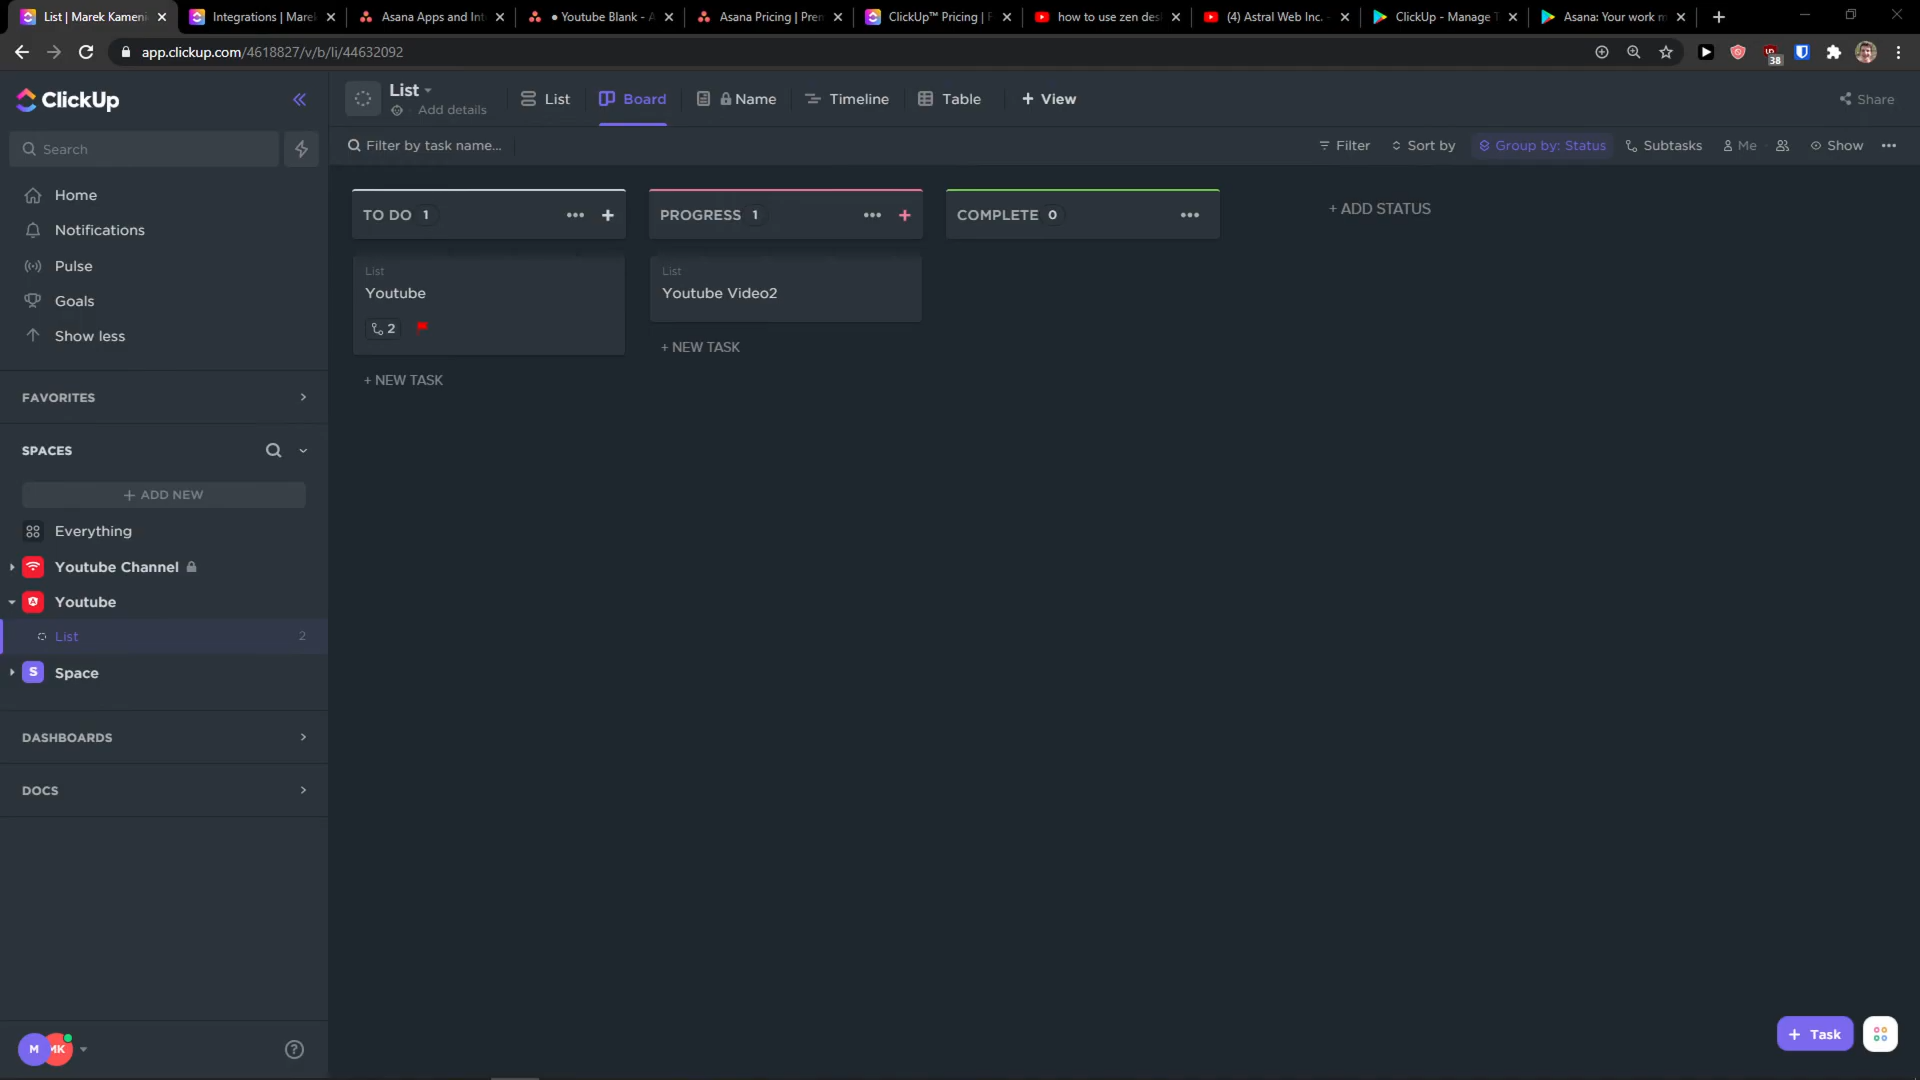 List | Marek Kameni
Integrations | Marek
Asana Apps and Int
● Youtube Blank - A
Asana Pricing | Prem
ClickUp™ Pricing | F
how to use zen desk
(4) Astral Web Inc. -
ClickUp - Manage T
Asana: Your work m
app.clickup.com/4618827/v/b/li/44632092
38
ClickUp
List
Add details
List
Board
Name
Timeline
Table
+ View
Share
Search
Filter by task name...
Filter
Sort by
Group by: Status
Subtasks
Me
Show
Home
Notifications
Pulse
Goals
Show less
TO DO 1
PROGRESS 1
COMPLETE 0
+ ADD STATUS
List
Youtube
2
+ NEW TASK
List
Youtube Video2
+ NEW TASK
FAVORITES
SPACES
+ ADD NEW
Everything
Youtube Channel
Youtube
List 2
S Space
DASHBOARDS
DOCS
M MK
?
+ Task